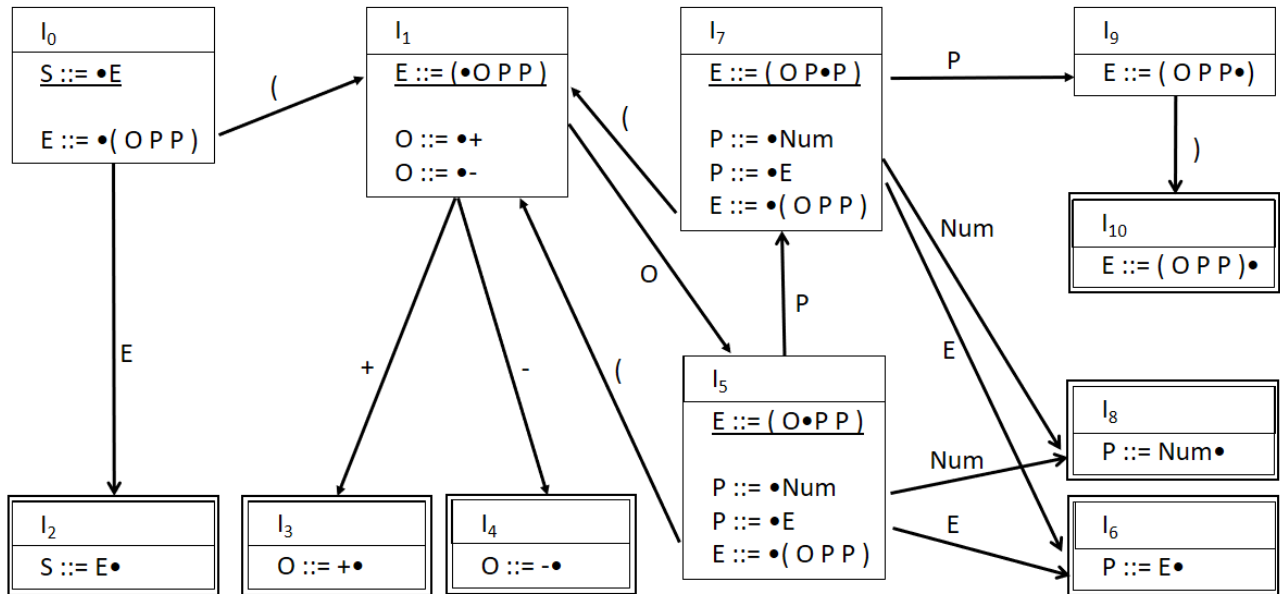 I₀
S ::= •E
E ::= •( O P P )
(
E
I₁
E ::= (•O P P )
O ::= •+
O ::= •-
+
-
O
(
(
I₇
E ::= ( O P•P )
P ::= •Num
P ::= •E
E ::= •( O P P )
P
P
Num
E
I₉
E ::= ( O P P•)
)
I₁₀
E ::= ( O P P )•
I₅
E ::= ( O•P P )
P ::= •Num
P ::= •E
E ::= •( O P P )
Num
E
I₈
P ::= Num•
I₆
P ::= E•
I₂
S ::= E•
I₃
O ::= +•
I₄
O ::= -•